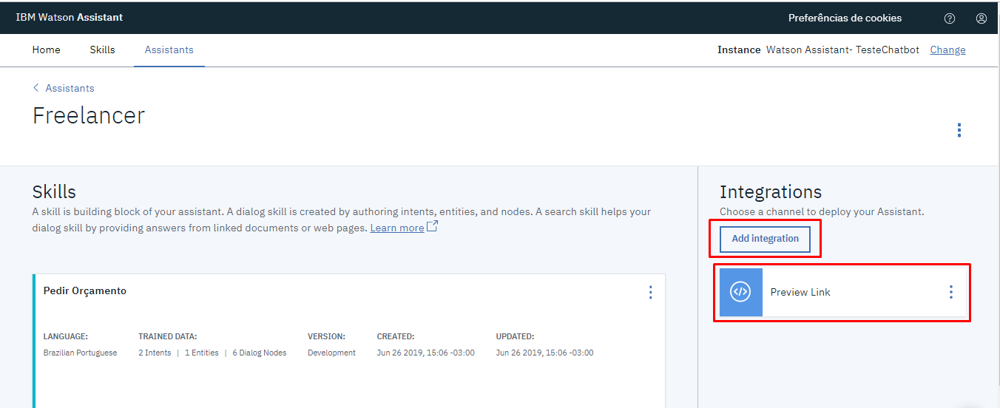 IBM Watson Assistant
Preferências de cookies
Home Skills Assistants
Instance Watson Assistant- TesteChatbot Change
Assistants
Freelancer
Skills
A skill is building block of your assistant. A dialog skill is created by authoring intents, entities, and nodes. A search skill helps your
dialog skill by providing answers from linked documents or web pages. Learn more
Pedir Orçamento
LANGUAGE: TRAINED DATA: VERSION: CREATED: UPDATED:
Brazilian Portuguese 2 Intents | 1 Entities | 6 Dialog Nodes Development Jun 26 2019, 15:06 -03:00 Jun 26 2019, 15:06 -03:00
Integrations
Choose a channel to deploy your Assistant.
Add integration
Preview Link